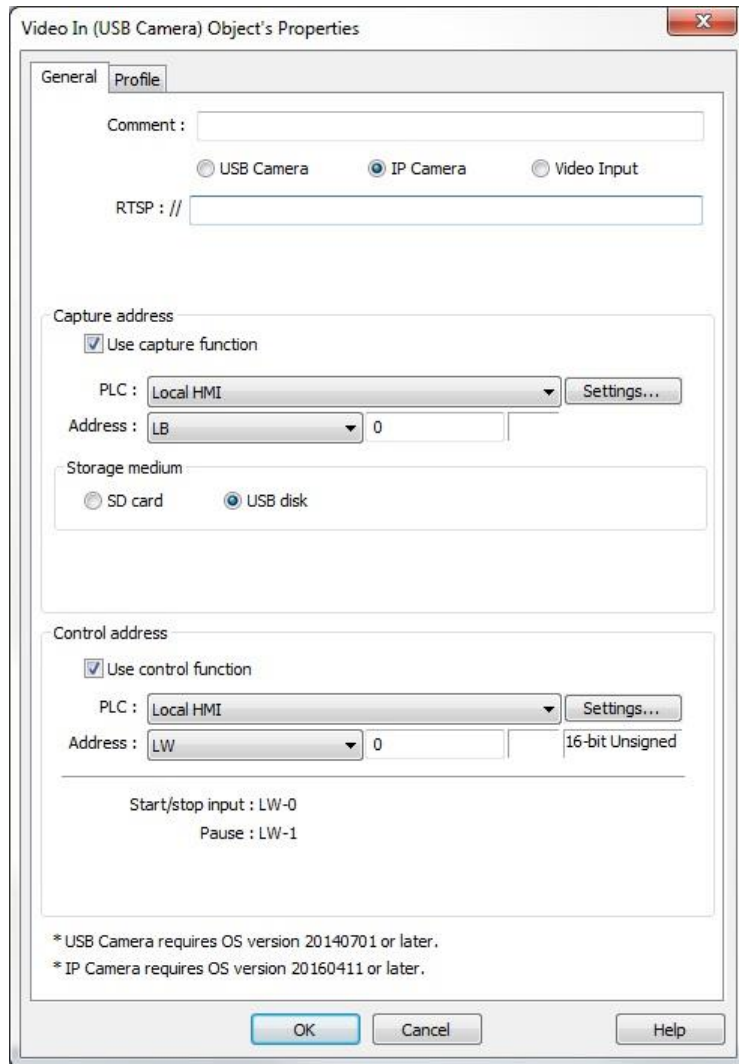 Video In (USB Camera) Object's Properties
General Profile
Comment :
USB Camera IP Camera Video Input
RTSP : //
Capture address
Use capture function
PLC : Local HMI Settings...
Address : LB 0
Storage medium
SD card USB disk
Control address
Use control function
PLC : Local HMI Settings...
Address : LW 0 16-bit Unsigned
Start/stop input : LW-0
Pause : LW-1
* USB Camera requires OS version 20140701 or later.
* IP Camera requires OS version 20160411 or later.
OK Cancel Help